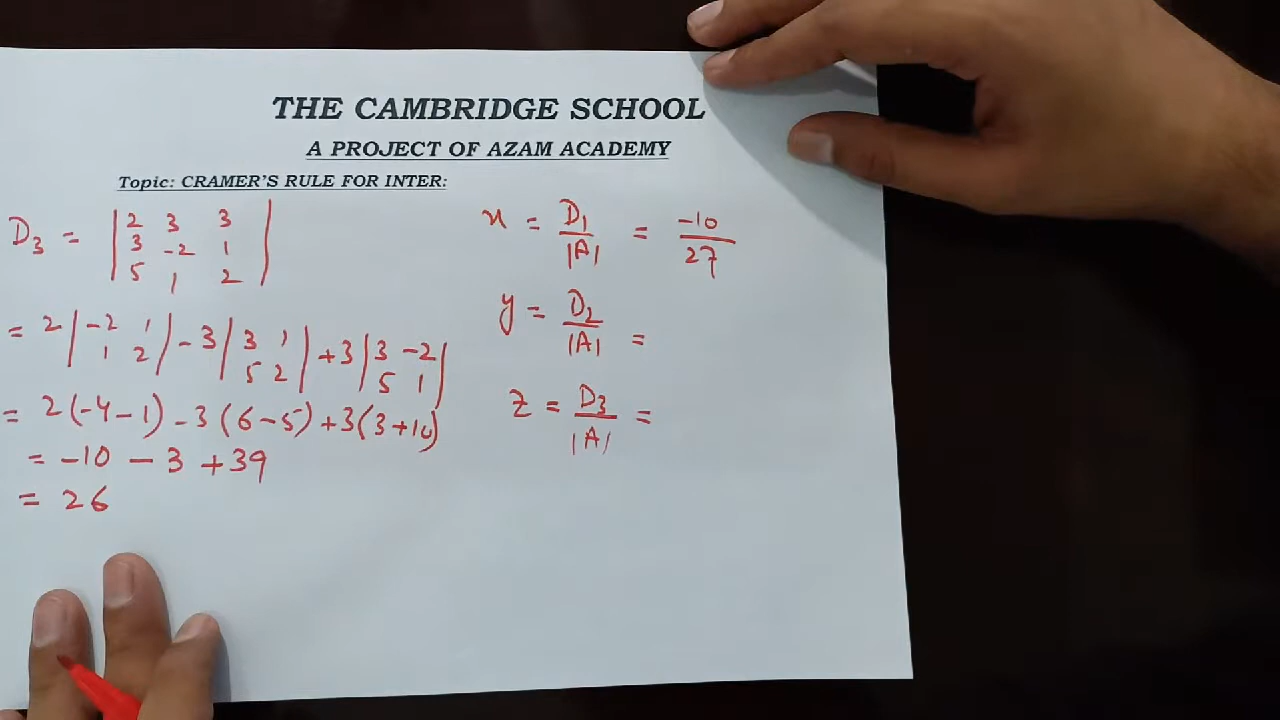 THE CAMBRIDGE SCHOOL
A PROJECT OF AZAM ACADEMY
Topic: CRAMER'S RULE FOR INTER:
D3 = | 2 3 3 |
| 3 -2 1 |
| 5 1 2 |
= 2 | -2 1 | - 3 | 3 1 | + 3 | 3 -2 |
| 1 2 | | 5 2 | | 5 1 |
= 2(-4-1) - 3(6-5) + 3(3+10)
= -10 - 3 + 39
= 26
x = D1/|A| = -10/27
y = D2/|A| =
z = D3/|A| =